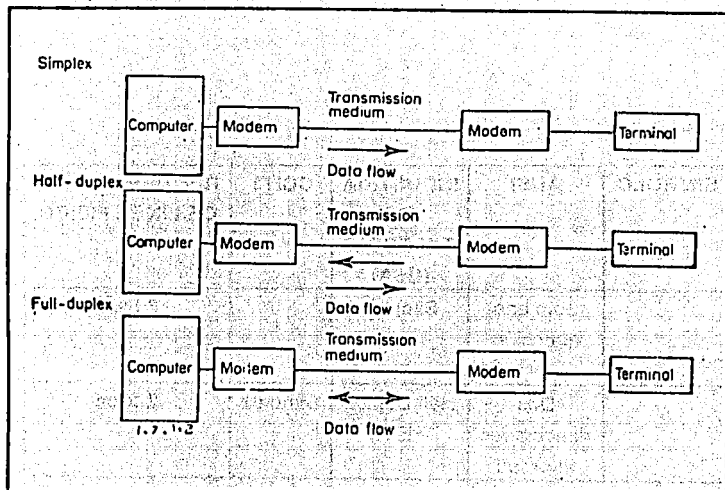 Simplex
Computer
Modem
Transmission
medium
Data flow
Modem
Terminal
Half-duplex
Computer
Modem
Transmission
medium
Data flow
Modem
Terminal
Full-duplex
Computer
Modem
Transmission
medium
Data flow
Modem
Terminal